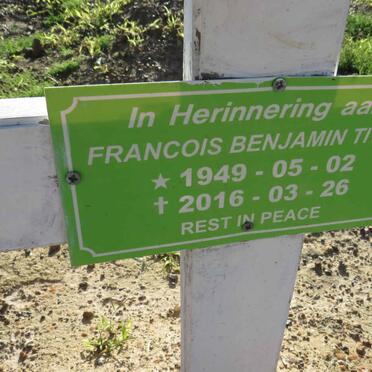 In Herinnering aa
FRANCOIS BENJAMIN TI
★ 1949 - 05 - 02
✝ 2016 - 03 - 26
REST IN PEACE